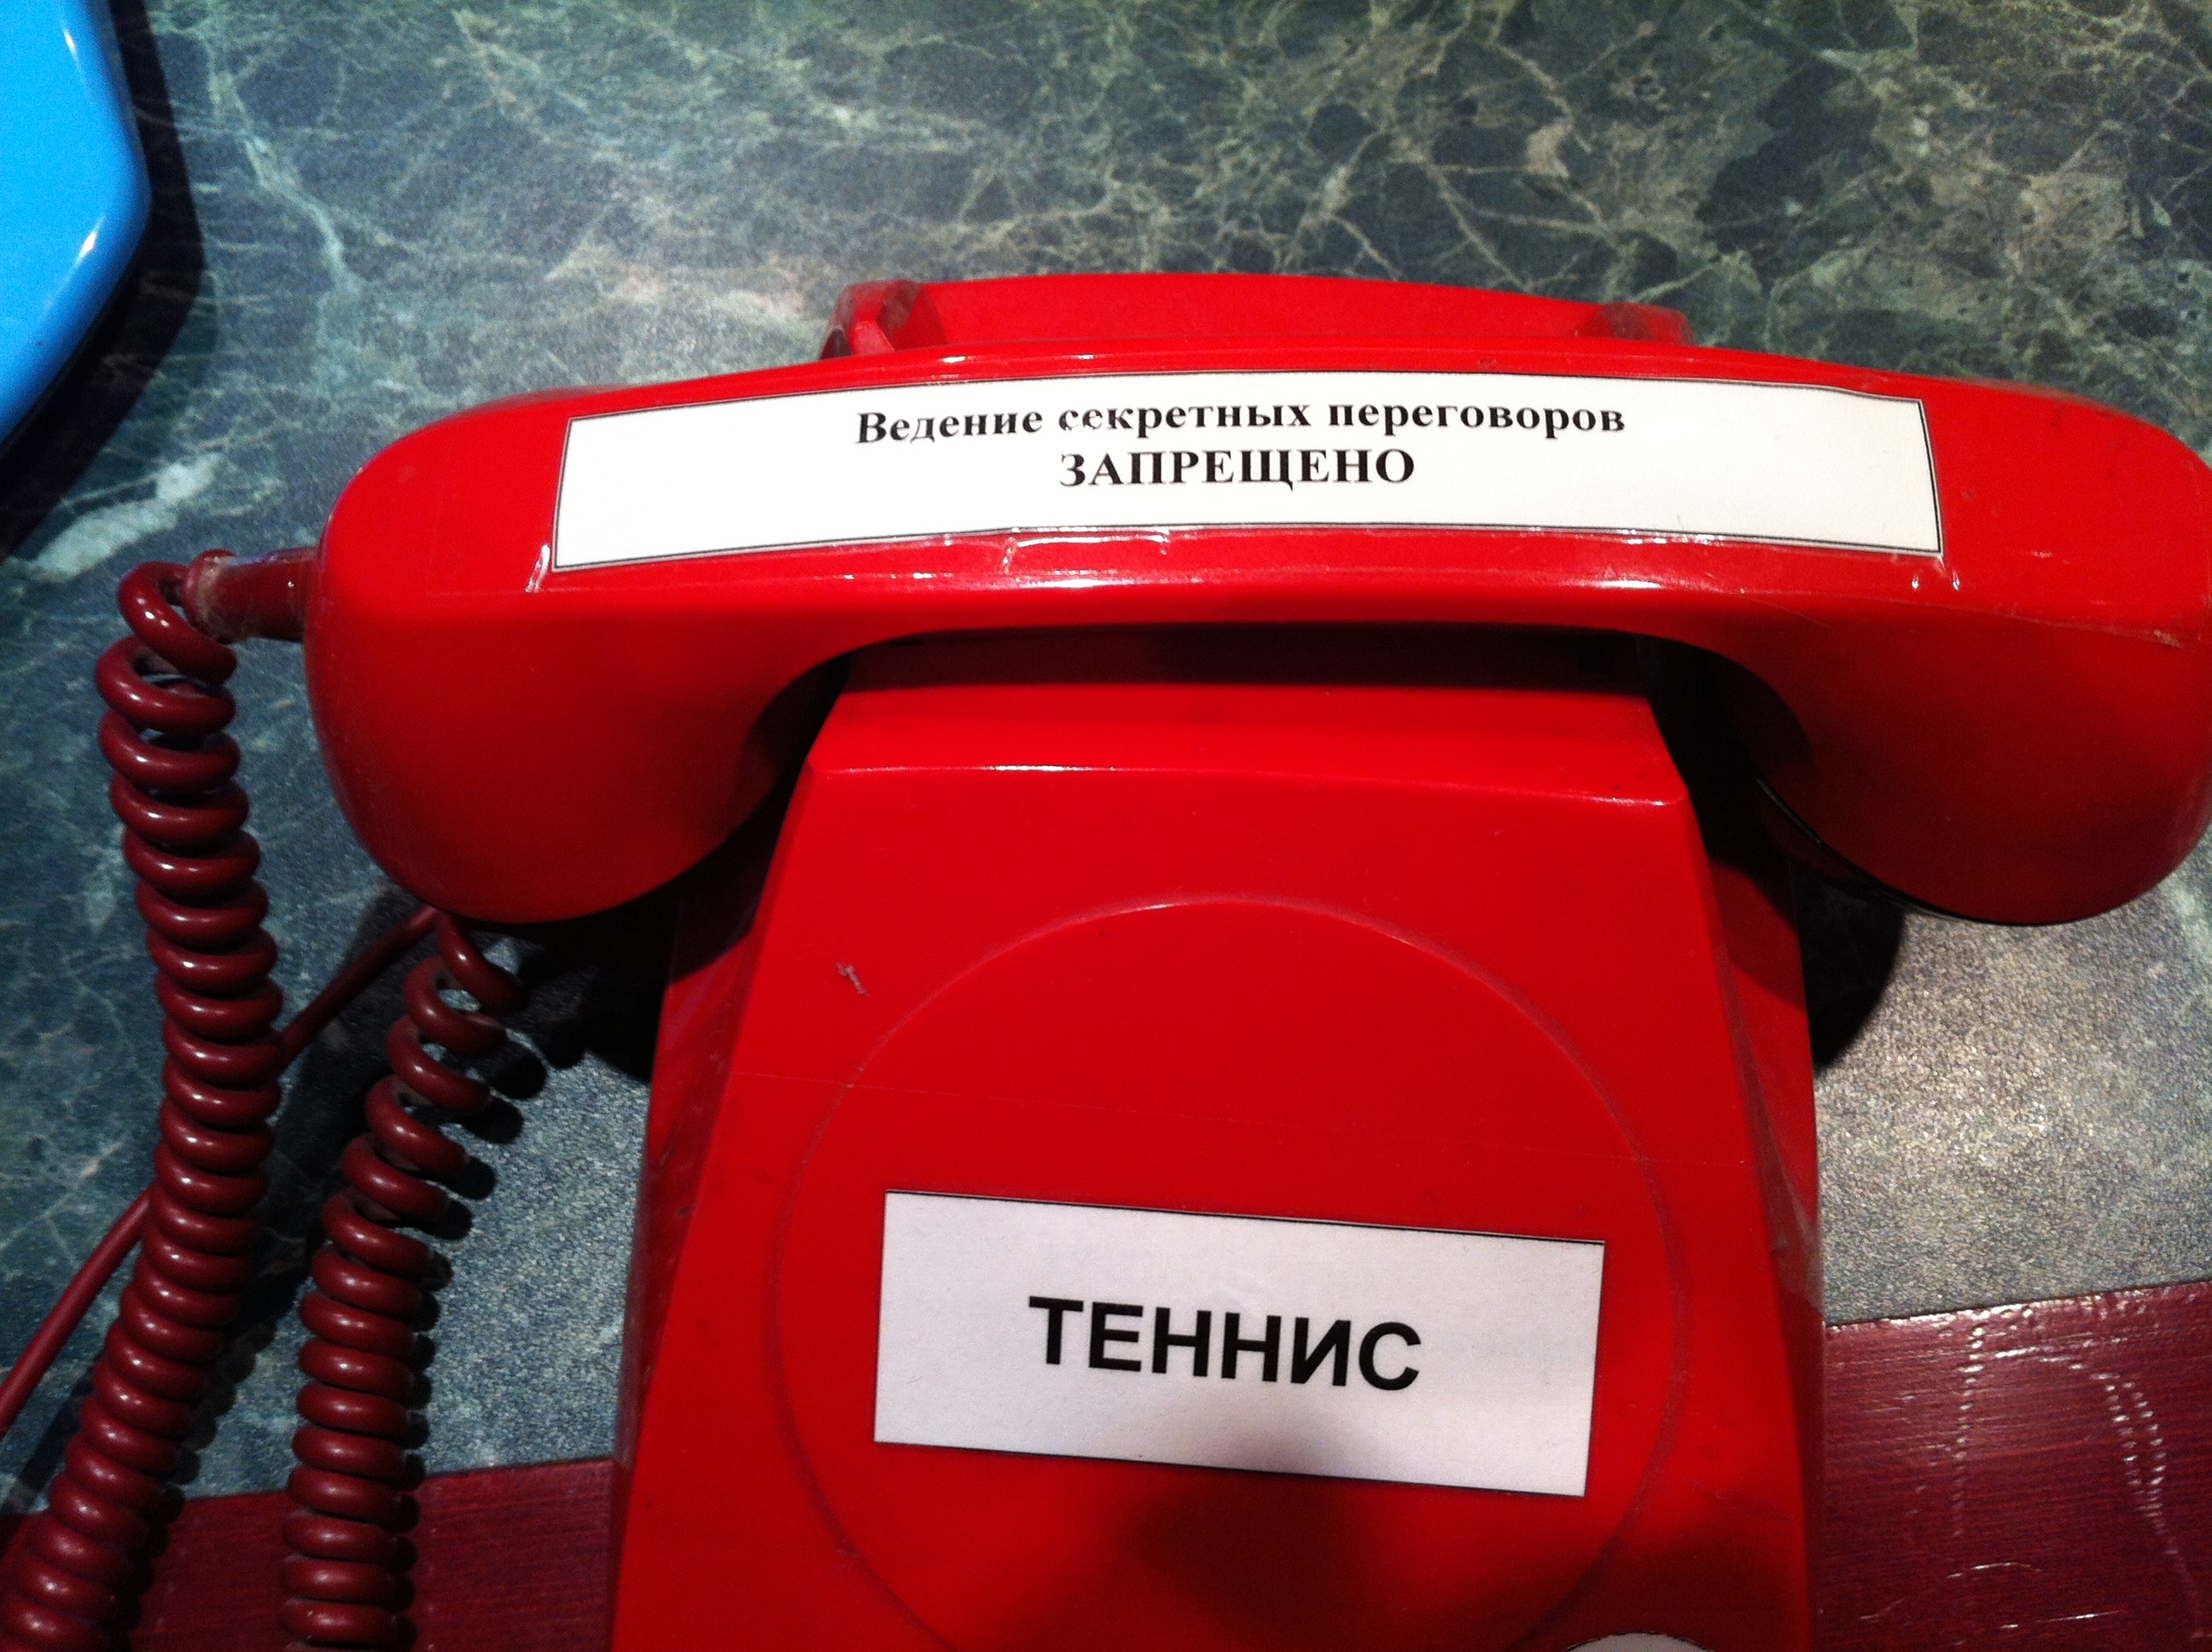 Ведение секретных переговоров
ЗАПРЕЩЕНО
ТЕННИС